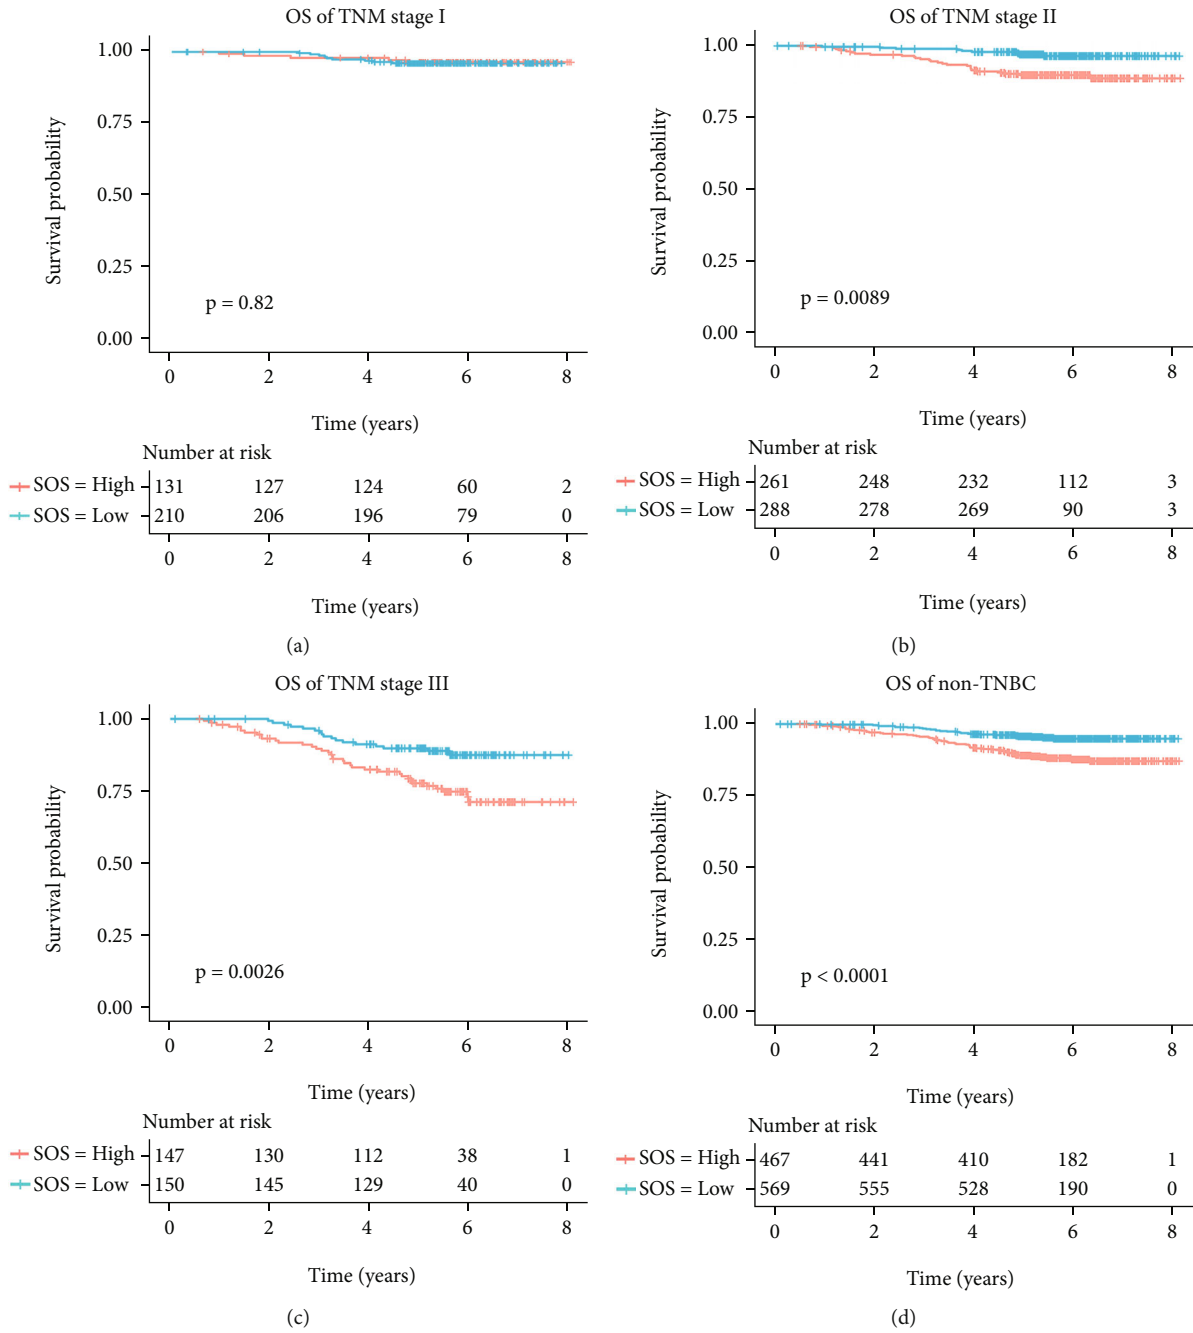 OS of TNM stage I
1.00
0.75
0.50
0.25
0.00
Survival probability
p = 0.82
0 2 4 6 8
Time (years)
Number at risk
SOS = High 131 127 124 60 2
SOS = Low 210 206 196 79 0
0 2 4 6 8
Time (years)
(a)
OS of TNM stage II
1.00
0.75
0.50
0.25
0.00
Survival probability
p = 0.0089
0 2 4 6 8
Time (years)
Number at risk
SOS = High 261 248 232 112 3
SOS = Low 288 278 269 90 3
0 2 4 6 8
Time (years)
(b)
OS of TNM stage III
1.00
0.75
0.50
0.25
0.00
Survival probability
p = 0.0026
0 2 4 6 8
Time (years)
Number at risk
SOS = High 147 130 112 38 1
SOS = Low 150 145 129 40 0
0 2 4 6 8
Time (years)
(c)
OS of non-TNBC
1.00
0.75
0.50
0.25
0.00
Survival probability
p < 0.0001
0 2 4 6 8
Time (years)
Number at risk
SOS = High 467 441 410 182 1
SOS = Low 569 555 528 190 0
0 2 4 6 8
Time (years)
(d)